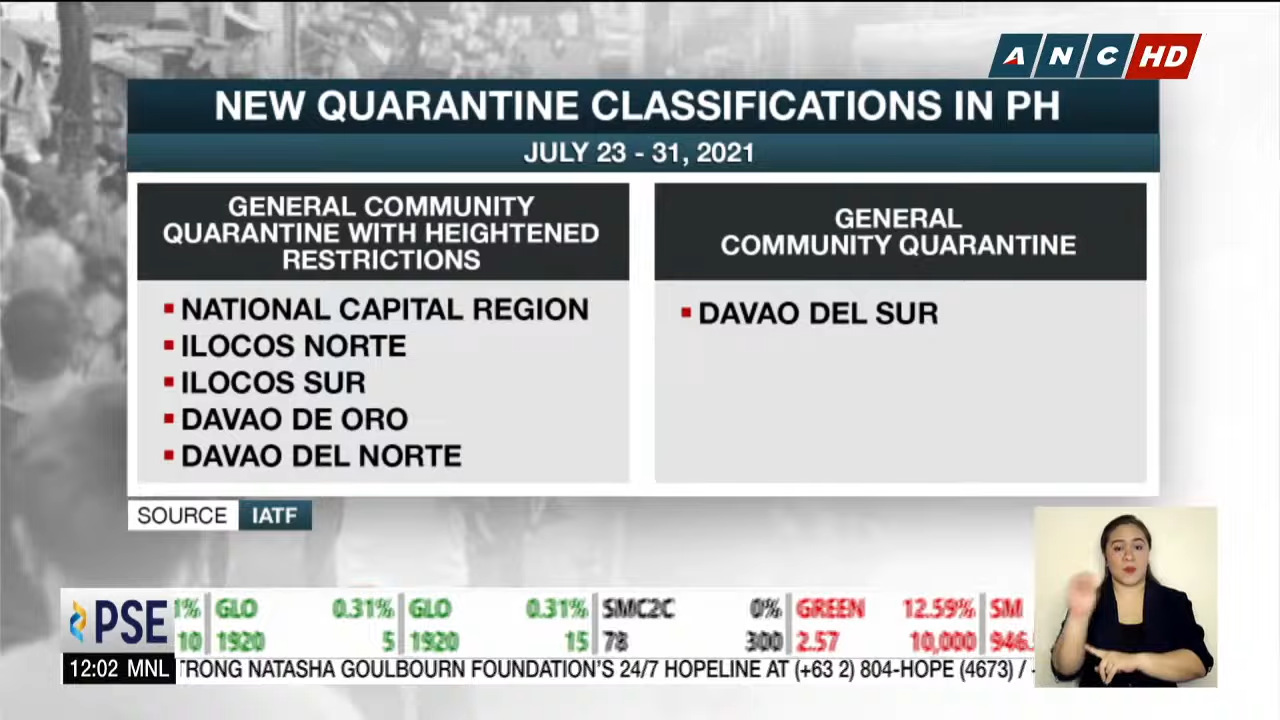 ANC HD
NEW QUARANTINE CLASSIFICATIONS IN PH
JULY 23 - 31, 2021
GENERAL COMMUNITY
QUARANTINE WITH HEIGHTENED
RESTRICTIONS
NATIONAL CAPITAL REGION
ILOCOS NORTE
ILOCOS SUR
DAVAO DE ORO
DAVAO DEL NORTE
GENERAL
COMMUNITY QUARANTINE
DAVAO DEL SUR
SOURCE IATF
PSE
1% GLO 0.31% GLO 0.31% SMC2C 0% GREEN 12.59% SM
10 1920 5 1920 15 78 300 2.57 10,000 946.
12:02 MNL TRONG NATASHA GOULBOURN FOUNDATION'S 24/7 HOPELINE AT (+63 2) 804-HOPE (4673) / -